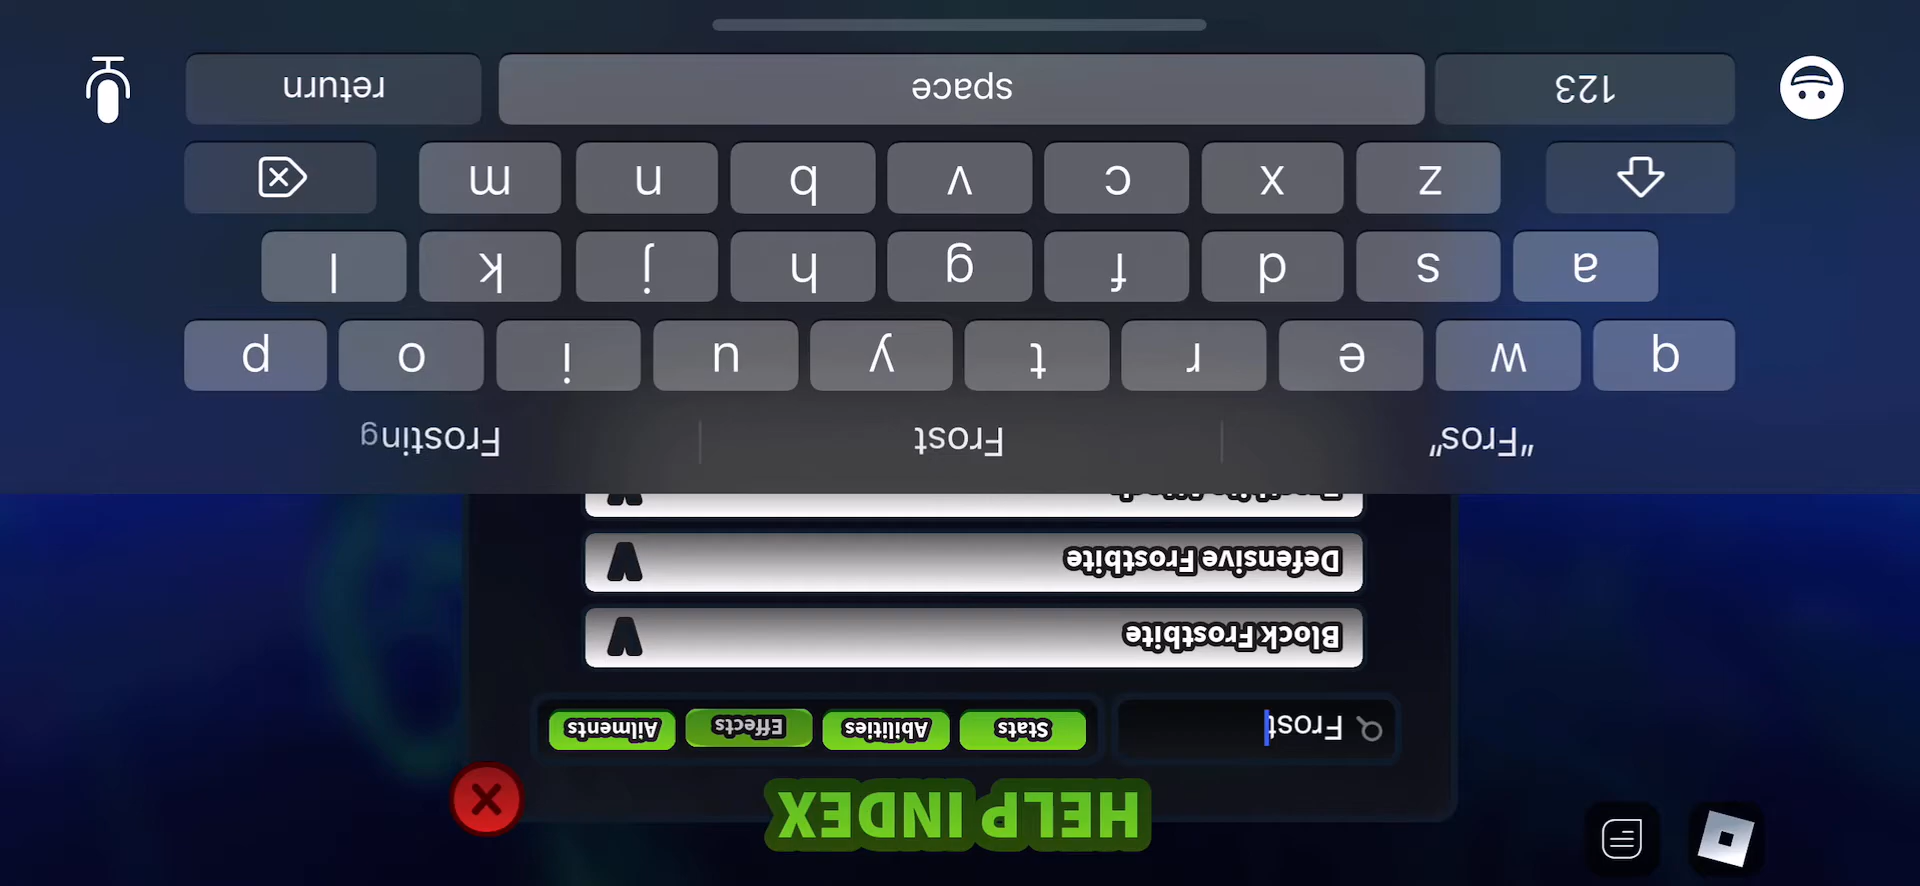 HELP INDEX
Frost
Stats
Abilities
Effects
Ailments
Block Frostbite
Defensive Frostbite
"Fros"
Frost
Frosting
q w e r t y u i o p
a s d f g h j k l
z x c v b n m
123
space
return